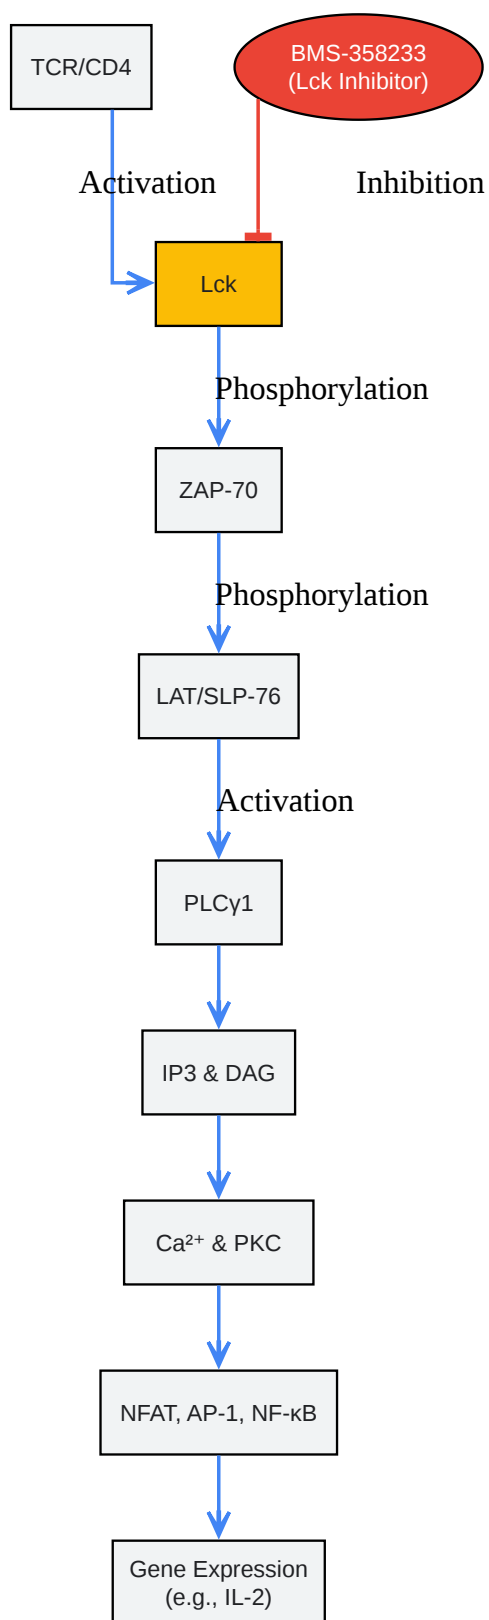 TCR/CD4
BMS-358233
(Lck Inhibitor)
Activation
Inhibition
Lck
Phosphorylation
ZAP-70
Phosphorylation
LAT/SLP-76
Activation
PLCγ1
IP3 & DAG
Ca²⁺ & PKC
NFAT, AP-1, NF-κB
Gene Expression
(e.g., IL-2)